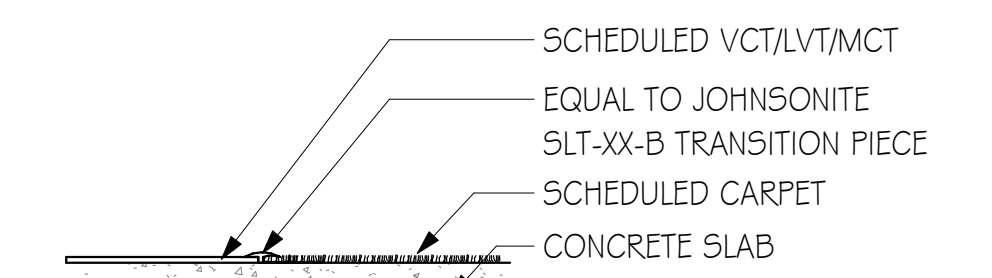 SCHEDULED VCT/LVT/MCT
EQUAL TO JOHNSONITE
SLT-XX-B TRANSITION PIECE
SCHEDULED CARPET
CONCRETE SLAB